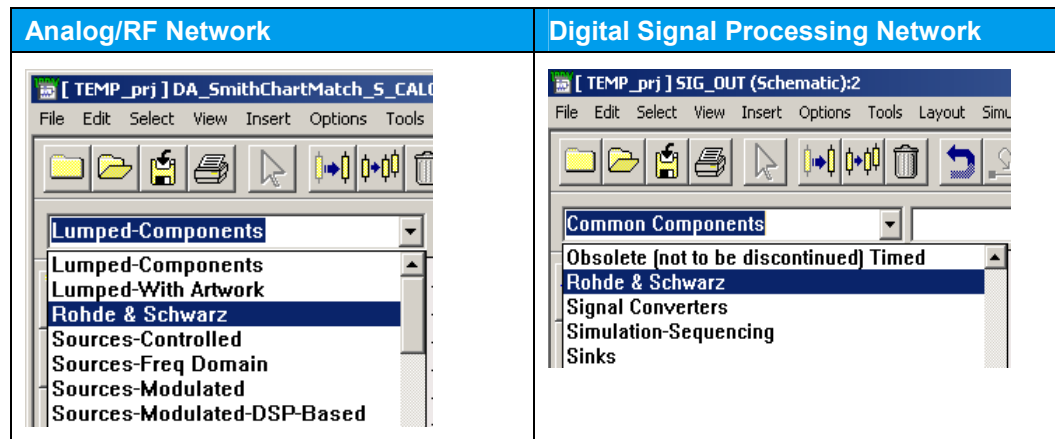 Analog/RF Network
[ TEMP_prj ] DA_SmithChartMatch_S_CAL
File Edit Select View Insert Options Tools
Lumped-Components
Lumped-Components
Lumped-With Artwork
Rohde & Schwarz
Sources-Controlled
Sources-Freq Domain
Sources-Modulated
Sources-Modulated-DSP-Based
Digital Signal Processing Network
[ TEMP_prj ] SIG_OUT (Schematic):2
File Edit Select View Insert Options Tools Layout Simu
Common Components
Obsolete (not to be discontinued) Timed
Rohde & Schwarz
Signal Converters
Simulation-Sequencing
Sinks